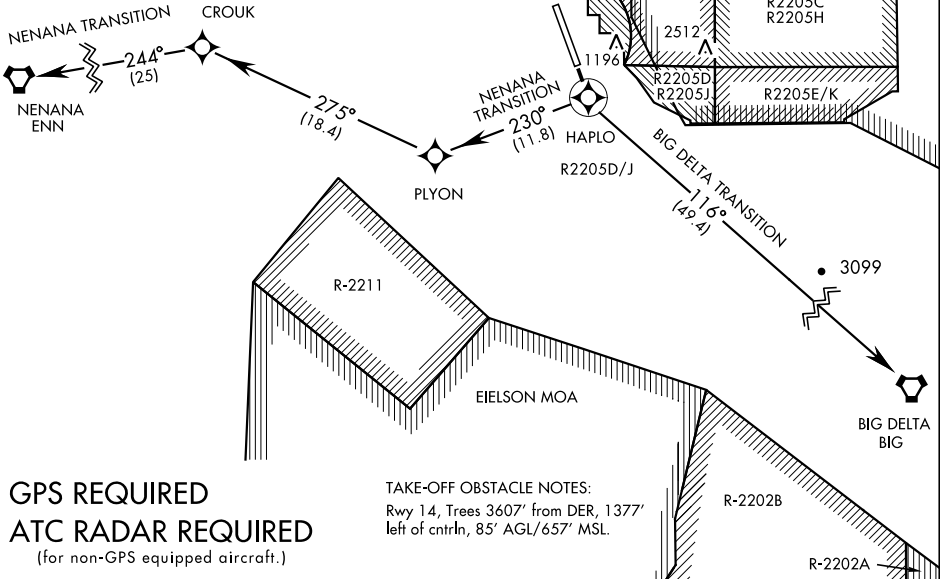 R2205C
R2205H
CROUK
NENANA TRANSITION
244°
(25)
NENANA
ENN
275°
(18.4)
PLYON
NENANA
TRANSITION
230°
(11.8)
HAPLO
R2205D/J
1196
2512
R2205D
R2205J
R2205E/K
BIG DELTA TRANSITION
116°
(49.4)
3099
BIG DELTA
BIG
R-2211
EIELSON MOA
R-2202B
R-2202A
GPS REQUIRED
ATC RADAR REQUIRED
(for non-GPS equipped aircraft.)
TAKE-OFF OBSTACLE NOTES:
Rwy 14, Trees 3607' from DER, 1377'
left of cntrln, 85' AGL/657' MSL.